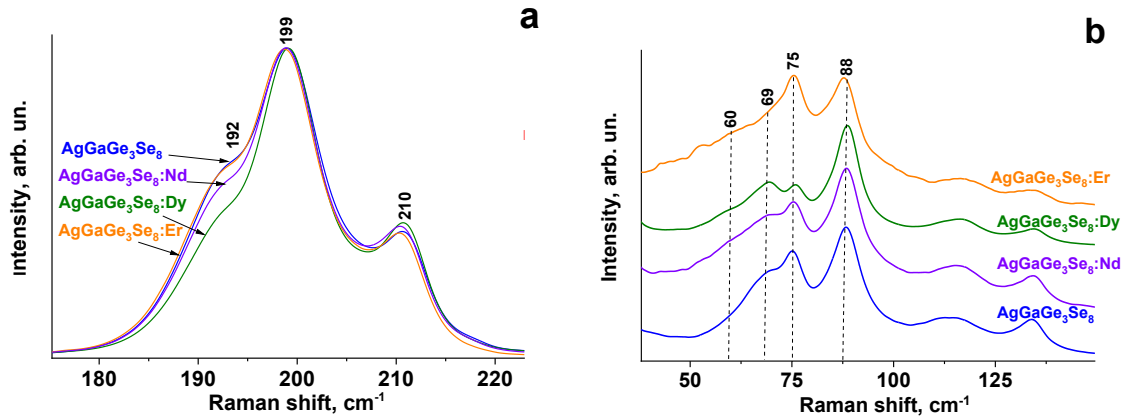 a
Intensity, arb. un.
192
199
210
AgGaGe₃Se₈
AgGaGe₃Se₈:Nd
AgGaGe₃Se₈:Dy
AgGaGe₃Se₈:Er
180 190 200 210 220
Raman shift, cm⁻¹
b
Intensity, arb. un.
60
69
75
88
AgGaGe₃Se₈:Er
AgGaGe₃Se₈:Dy
AgGaGe₃Se₈:Nd
AgGaGe₃Se₈
50 75 100 125
Raman shift, cm⁻¹